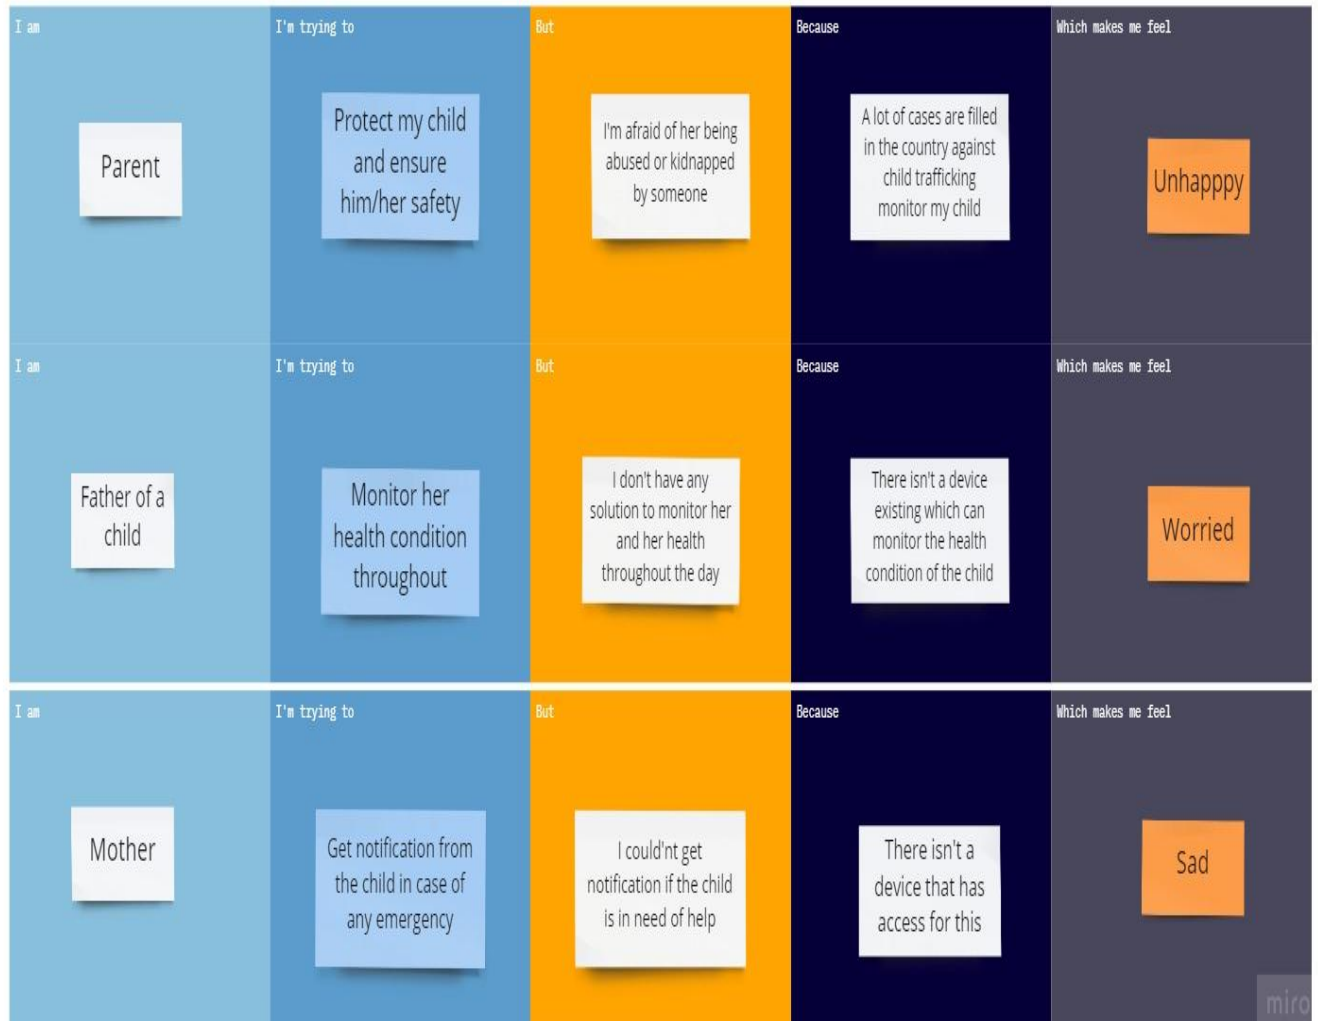 I am
I'm trying to
But
Because
Which makes me feel
Parent
Protect my child
and ensure
him/her safety
I'm afraid of her being
abused or kidnapped
by someone
A lot of cases are filled
in the country against
child trafficking
monitor my child
Unhapppy
I am
I'm trying to
But
Because
Which makes me feel
Father of a
child
Monitor her
health condition
throughout
I don't have any
solution to monitor her
and her health
throughout the day
There isn't a device
existing which can
monitor the health
condition of the child
Worried
I am
I'm trying to
But
Because
Which makes me feel
Mother
Get notification from
the child in case of
any emergency
I could'nt get
notification if the child
is in need of help
There isn't a
device that has
access for this
Sad
miro